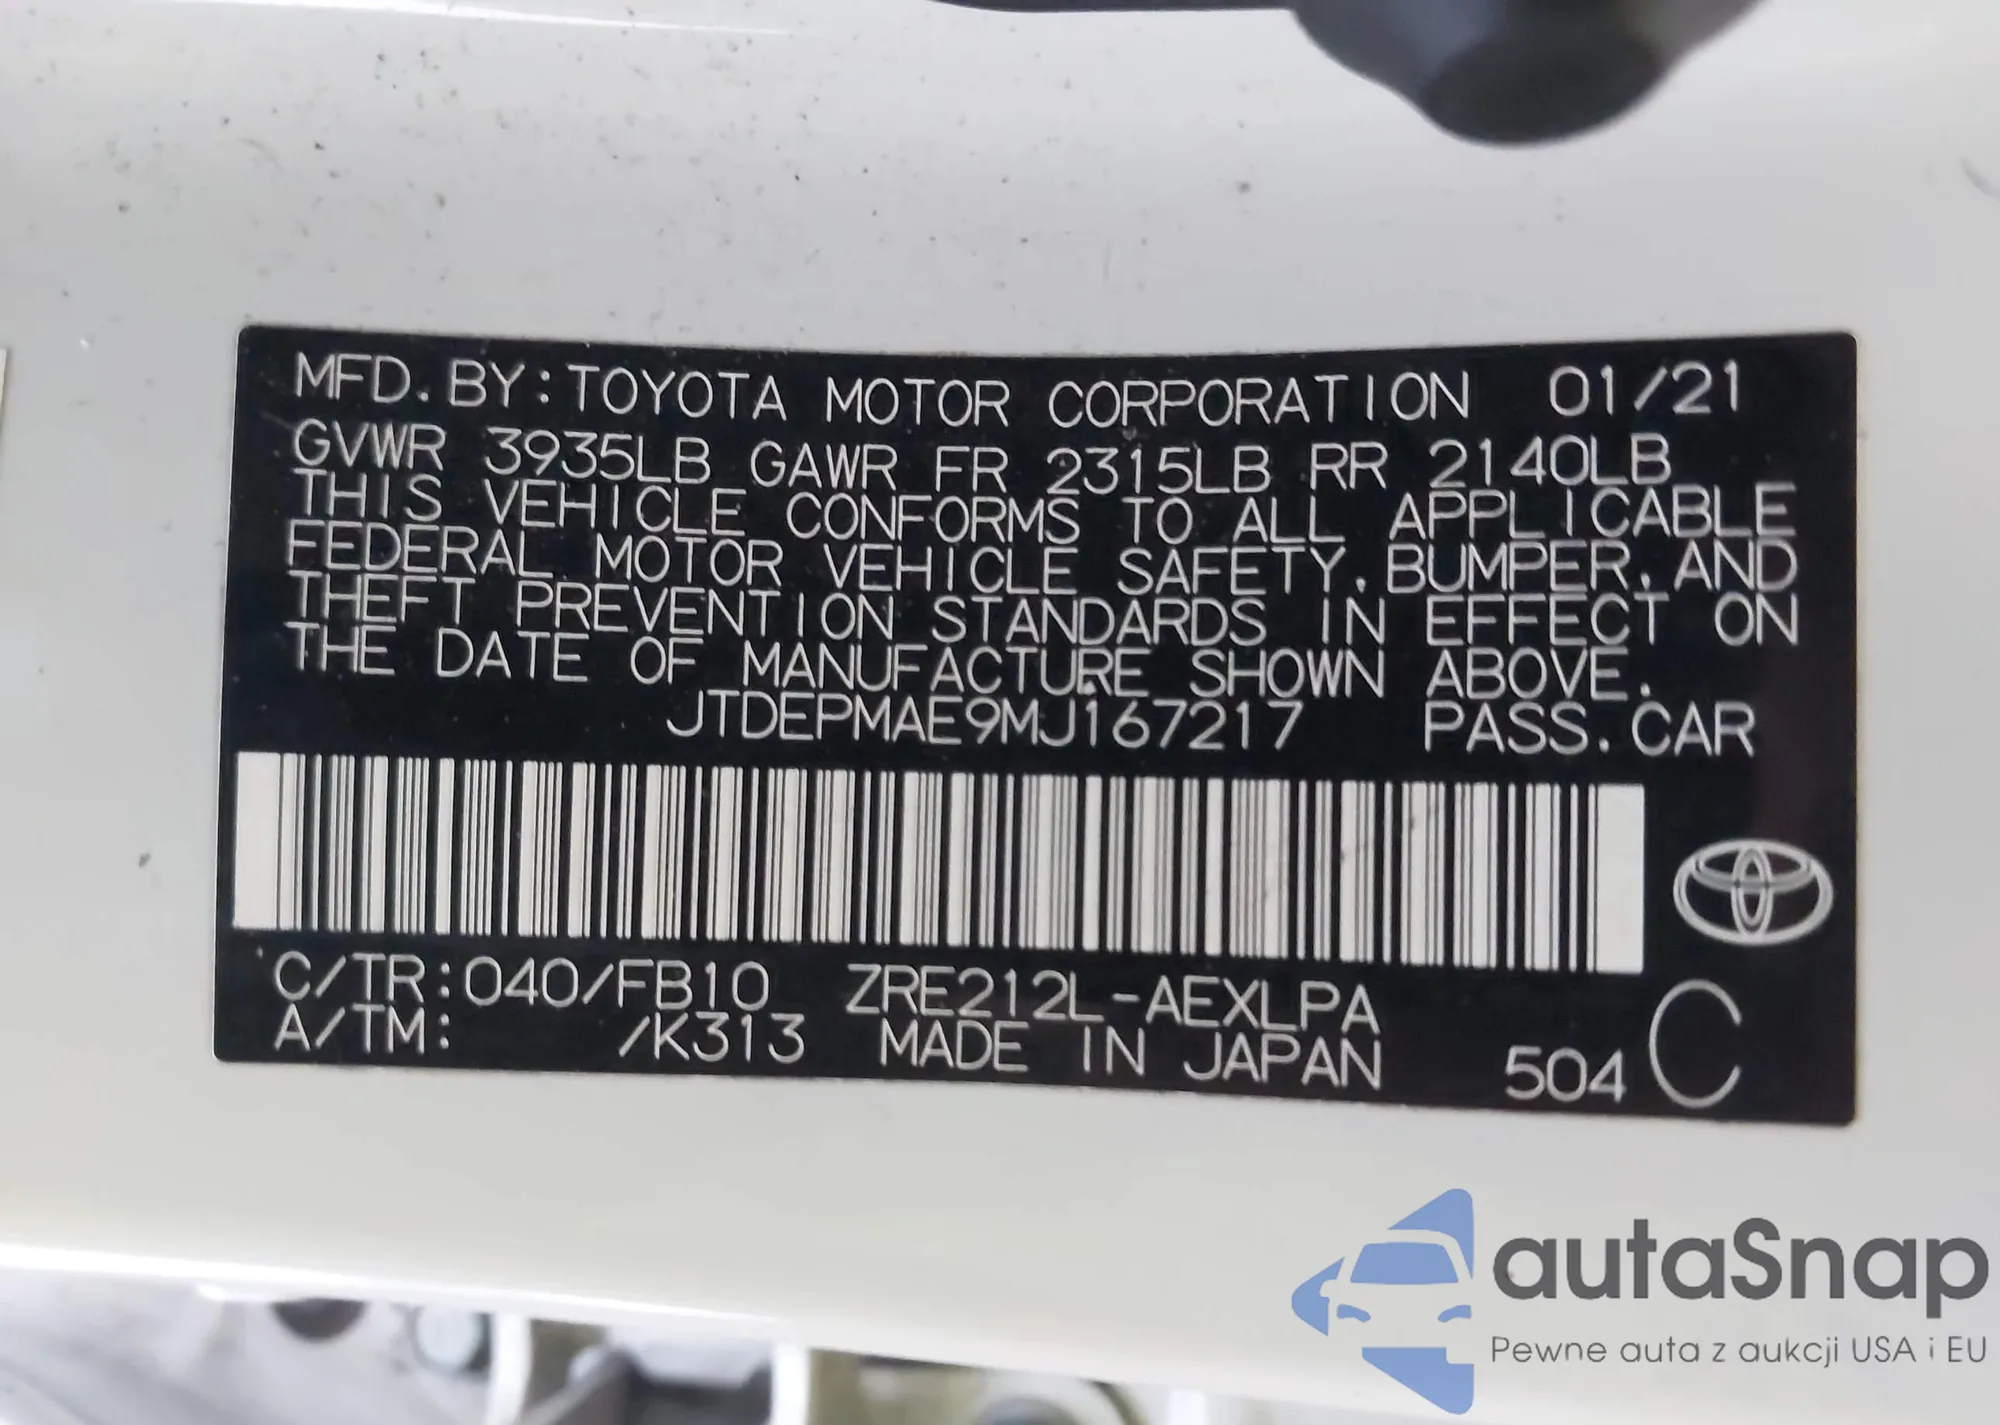 MFD. BY: TOYOTA MOTOR CORPORATION 01/21
GVWR 3935LB GAWR FR 2315LB RR 2140LB
THIS VEHICLE CONFORMS TO ALL APPLICABLE
FEDERAL MOTOR VEHICLE SAFETY, BUMPER, AND
THEFT PREVENTION STANDARDS IN EFFECT ON
THE DATE OF MANUFACTURE SHOWN ABOVE.
JTDEPMAE9MJ167217 PASS. CAR
C/TR: 040/FB10 ZRE212L-AEXLPA
A/TM: /K313 MADE IN JAPAN 504 C
autaSnap
Pewne auta z aukcji USA i EU